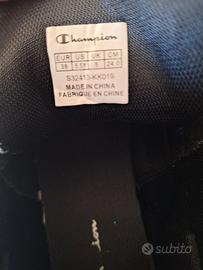 Champion
EUR US UK CM
38 5.5 5 24.0
S32413-KK019
MADE IN CHINA
FABRIQUÉ EN CHINE
subito